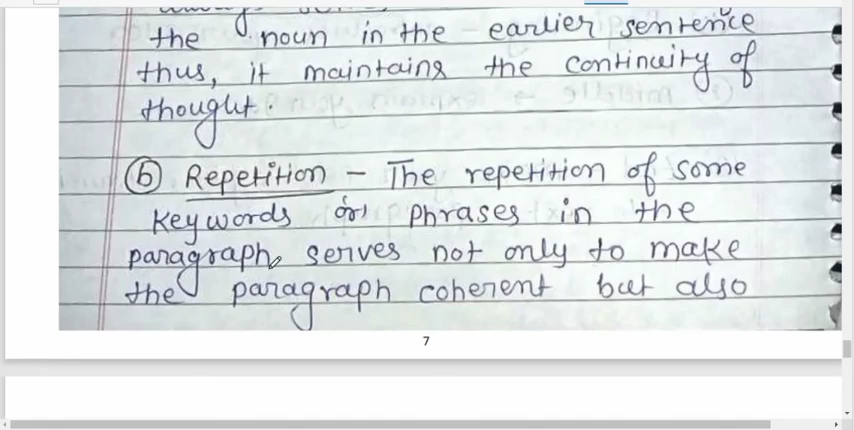 the noun in the earlier sentence
thus, it maintains the continuity of
thought.
(b) Repetition - The repetition of some
keywords or phrases in the
paragraph serves not only to make
the paragraph coherent but also
7